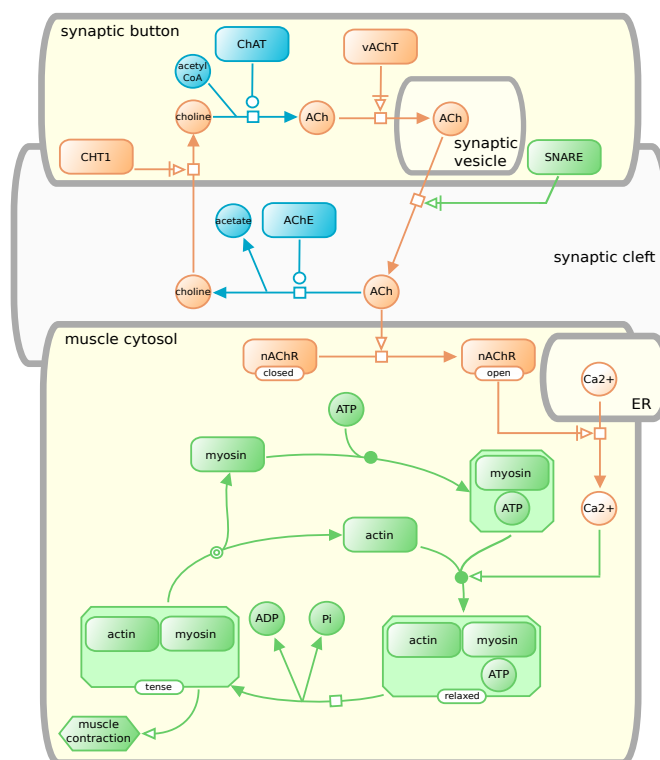 synaptic button
ChAT
vAChT
acetyl
CoA
choline
ACh
ACh
synaptic
vesicle
CHT1
SNARE
acetate
AChE
synaptic cleft
choline
ACh
muscle cytosol
nAChR
closed
nAChR
open
Ca2+
ER
ATP
myosin
myosin
ATP
Ca2+
actin
actin
myosin
tense
ADP
Pi
actin
myosin
ATP
relaxed
muscle
contraction